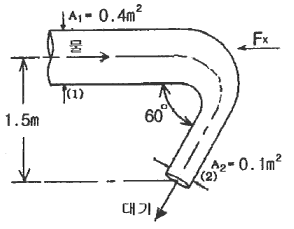 A₁= 0.4m²
물
Fx
(1)
60°
1.5m
A₂= 0.1m²
(2)
대기